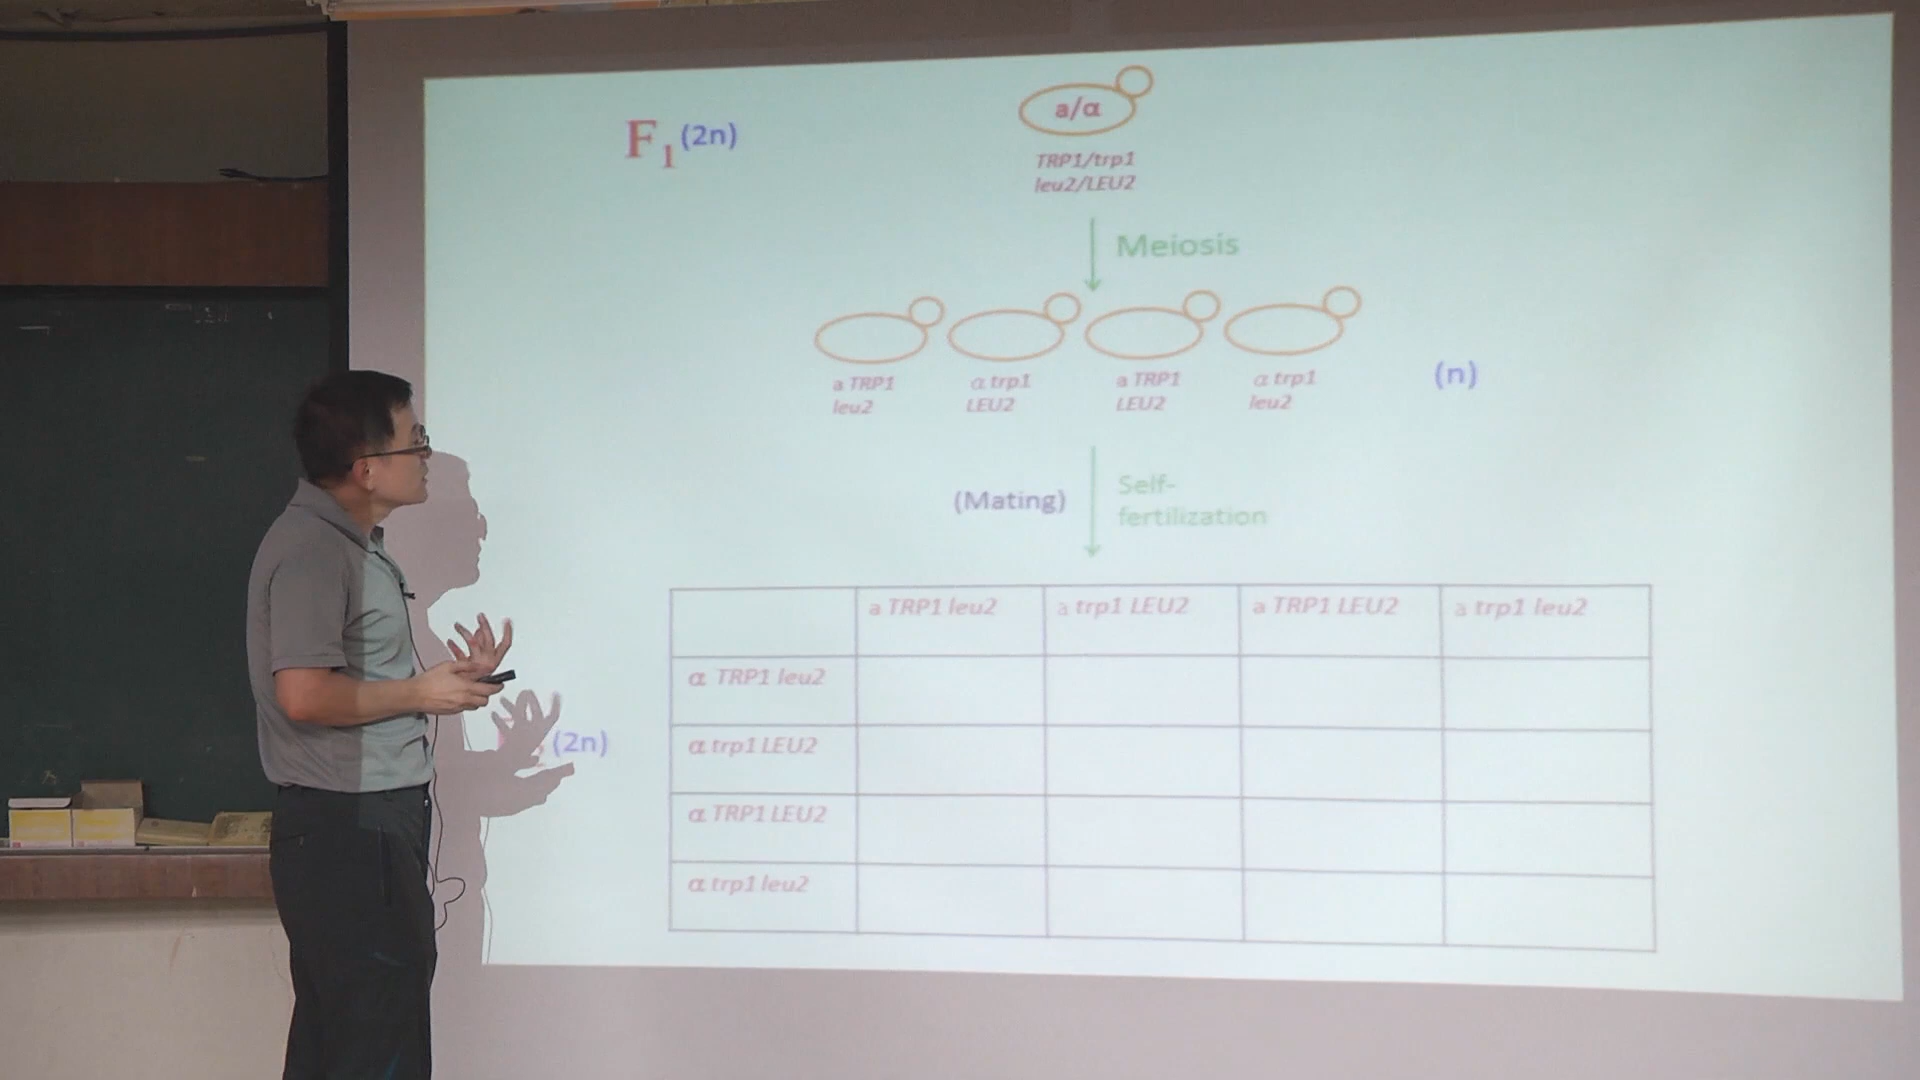 F1 (2n)
a/α
TRP1/trp1
leu2/LEU2
Meiosis
a TRP1
leu2
α trp1
LEU2
a TRP1
LEU2
α trp1
leu2
(n)
(Mating)
Self-
fertilization
a TRP1 leu2
a trp1 LEU2
a TRP1 LEU2
a trp1 leu2
α TRP1 leu2
(2n)
α trp1 LEU2
α TRP1 LEU2
α trp1 leu2